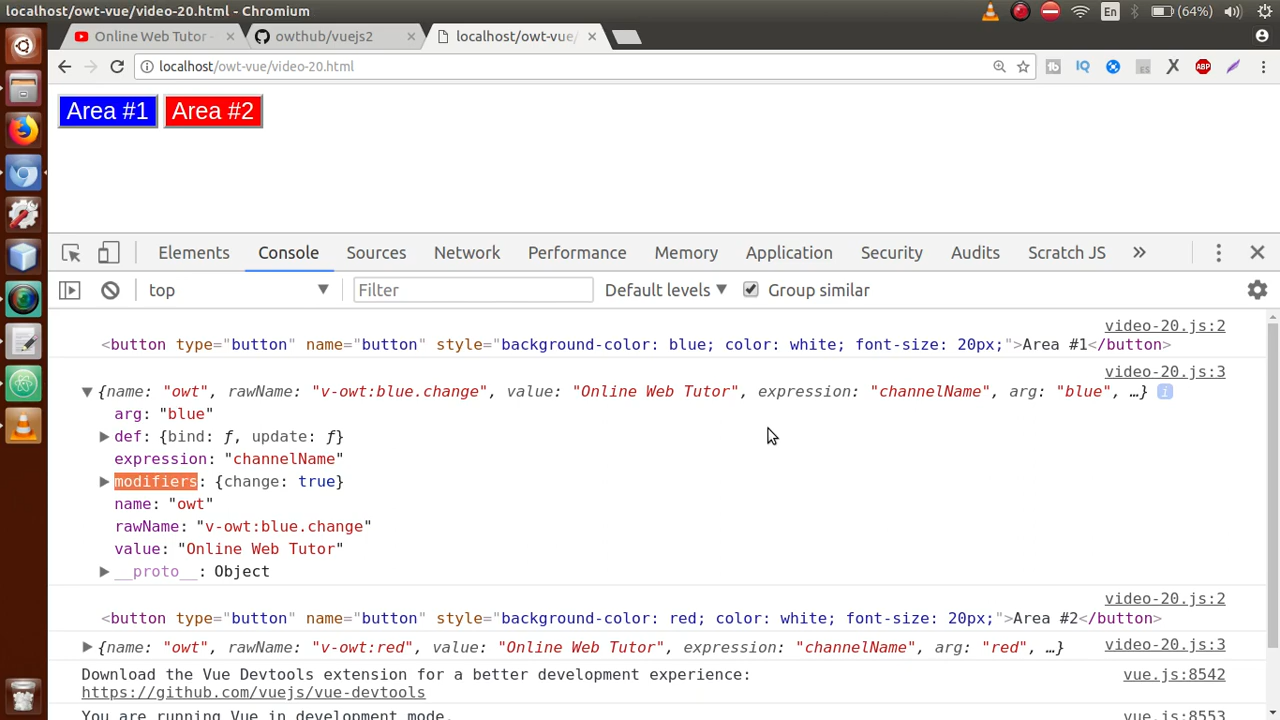 localhost/owt-vue/video-20.html - Chromium
En
(64%)
Online Web Tutor -
owthub/vuejs2
localhost/owt-vue/
localhost/owt-vue/video-20.html
fb
IQ
ES
X
ABP
Area #1 Area #2
Elements Console Sources Network Performance Memory Application Security Audits Scratch JS »
top Filter Default levels ▼ Group similar
video-20.js:2
<button type="button" name="button" style="background-color: blue; color: white; font-size: 20px;">Area #1</button>
video-20.js:3
{name: "owt", rawName: "v-owt:blue.change", value: "Online Web Tutor", expression: "channelName", arg: "blue", …} i
arg: "blue"
def: {bind: ƒ, update: ƒ}
expression: "channelName"
modifiers: {change: true}
name: "owt"
rawName: "v-owt:blue.change"
value: "Online Web Tutor"
__proto__: Object
video-20.js:2
<button type="button" name="button" style="background-color: red; color: white; font-size: 20px;">Area #2</button>
{name: "owt", rawName: "v-owt:red", value: "Online Web Tutor", expression: "channelName", arg: "red", …} video-20.js:3
Download the Vue Devtools extension for a better development experience: vue.js:8542
https://github.com/vuejs/vue-devtools
You are running Vue in development mode. vue.js:8553